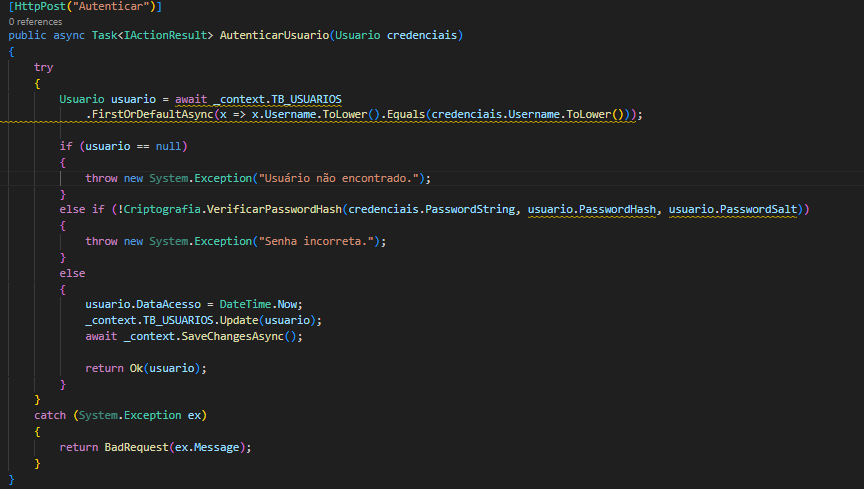 [HttpPost("Autenticar")]
0 references
public async Task<IActionResult> AutenticarUsuario(Usuario credenciais)
{
try
{
Usuario usuario = await _context.TB_USUARIOS
.FirstOrDefaultAsync(x => x.Username.ToLower().Equals(credenciais.Username.ToLower()));
if (usuario == null)
{
throw new System.Exception("Usuário não encontrado.");
}
else if (!Criptografia.VerificarPasswordHash(credenciais.PasswordString, usuario.PasswordHash, usuario.PasswordSalt))
{
throw new System.Exception("Senha incorreta.");
}
else
{
usuario.DataAcesso = DateTime.Now;
_context.TB_USUARIOS.Update(usuario);
await _context.SaveChangesAsync();
return Ok(usuario);
}
}
catch (System.Exception ex)
{
return BadRequest(ex.Message);
}
}